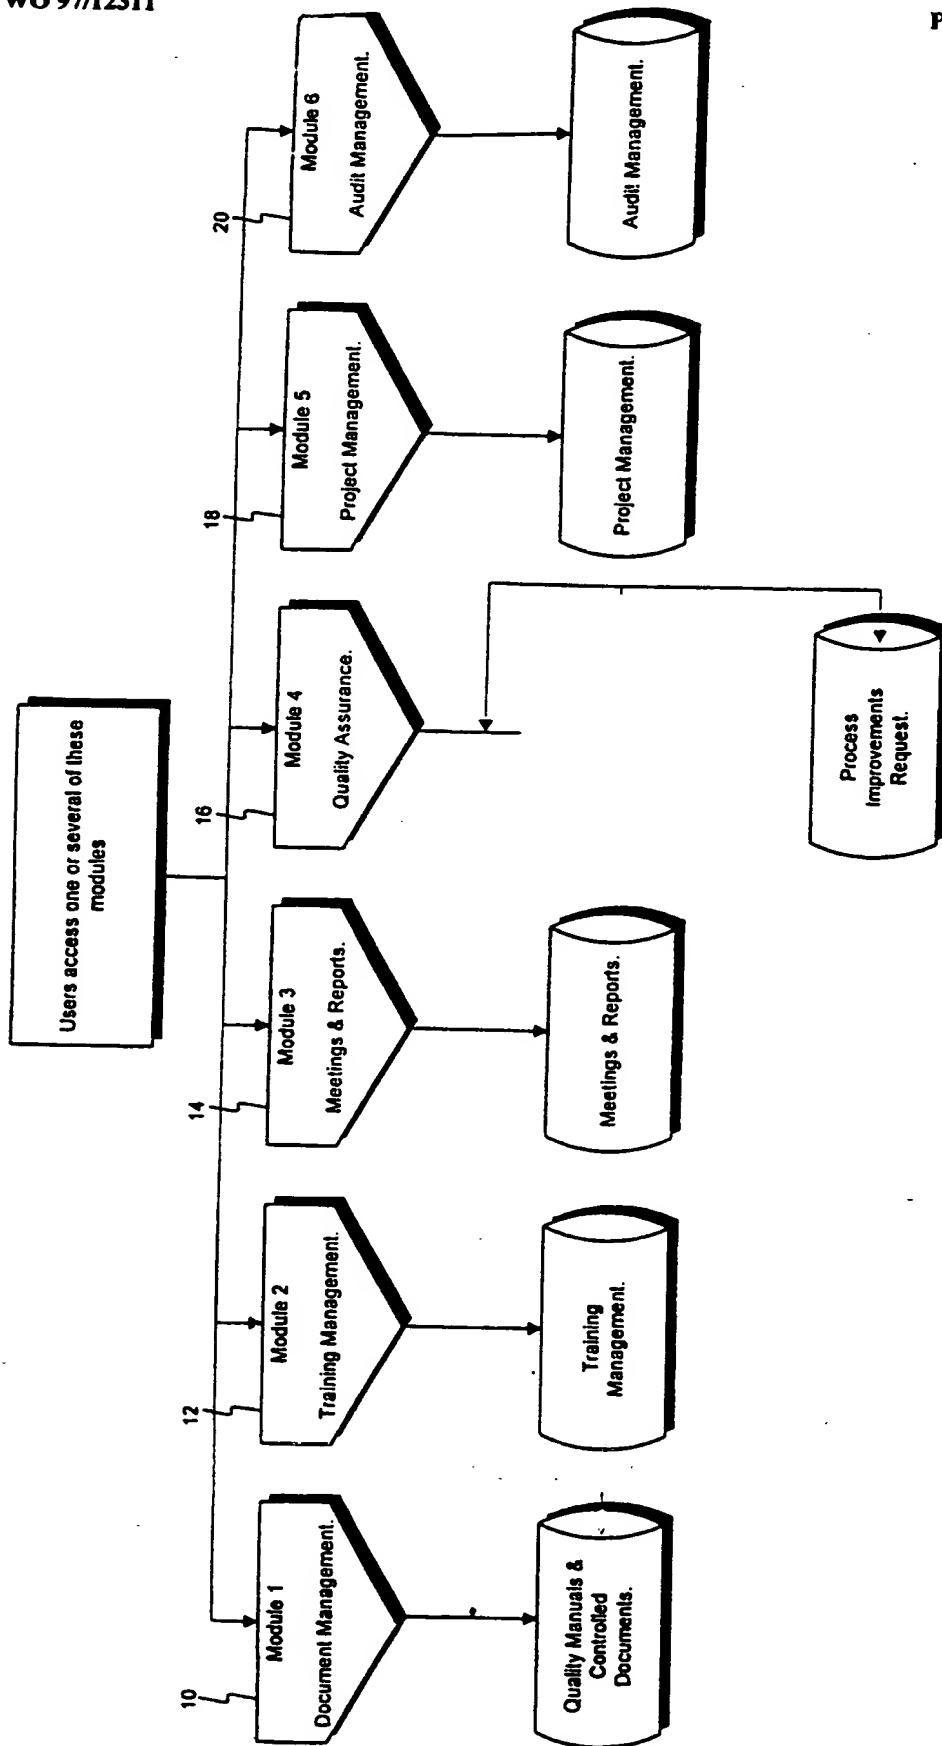 WO 97/12311
P
Users access one or several of these
modules
10
Module 1
Document Management.
12
Module 2
Training Management.
14
Module 3
Meetings & Reports.
16
Module 4
Quality Assurance.
18
Module 5
Project Management.
20
Module 6
Audit Management.
Quality Manuals &
Controlled
Documents.
Training
Management.
Meetings & Reports.
Process
Improvements
Request.
Project Management.
Audit Management.